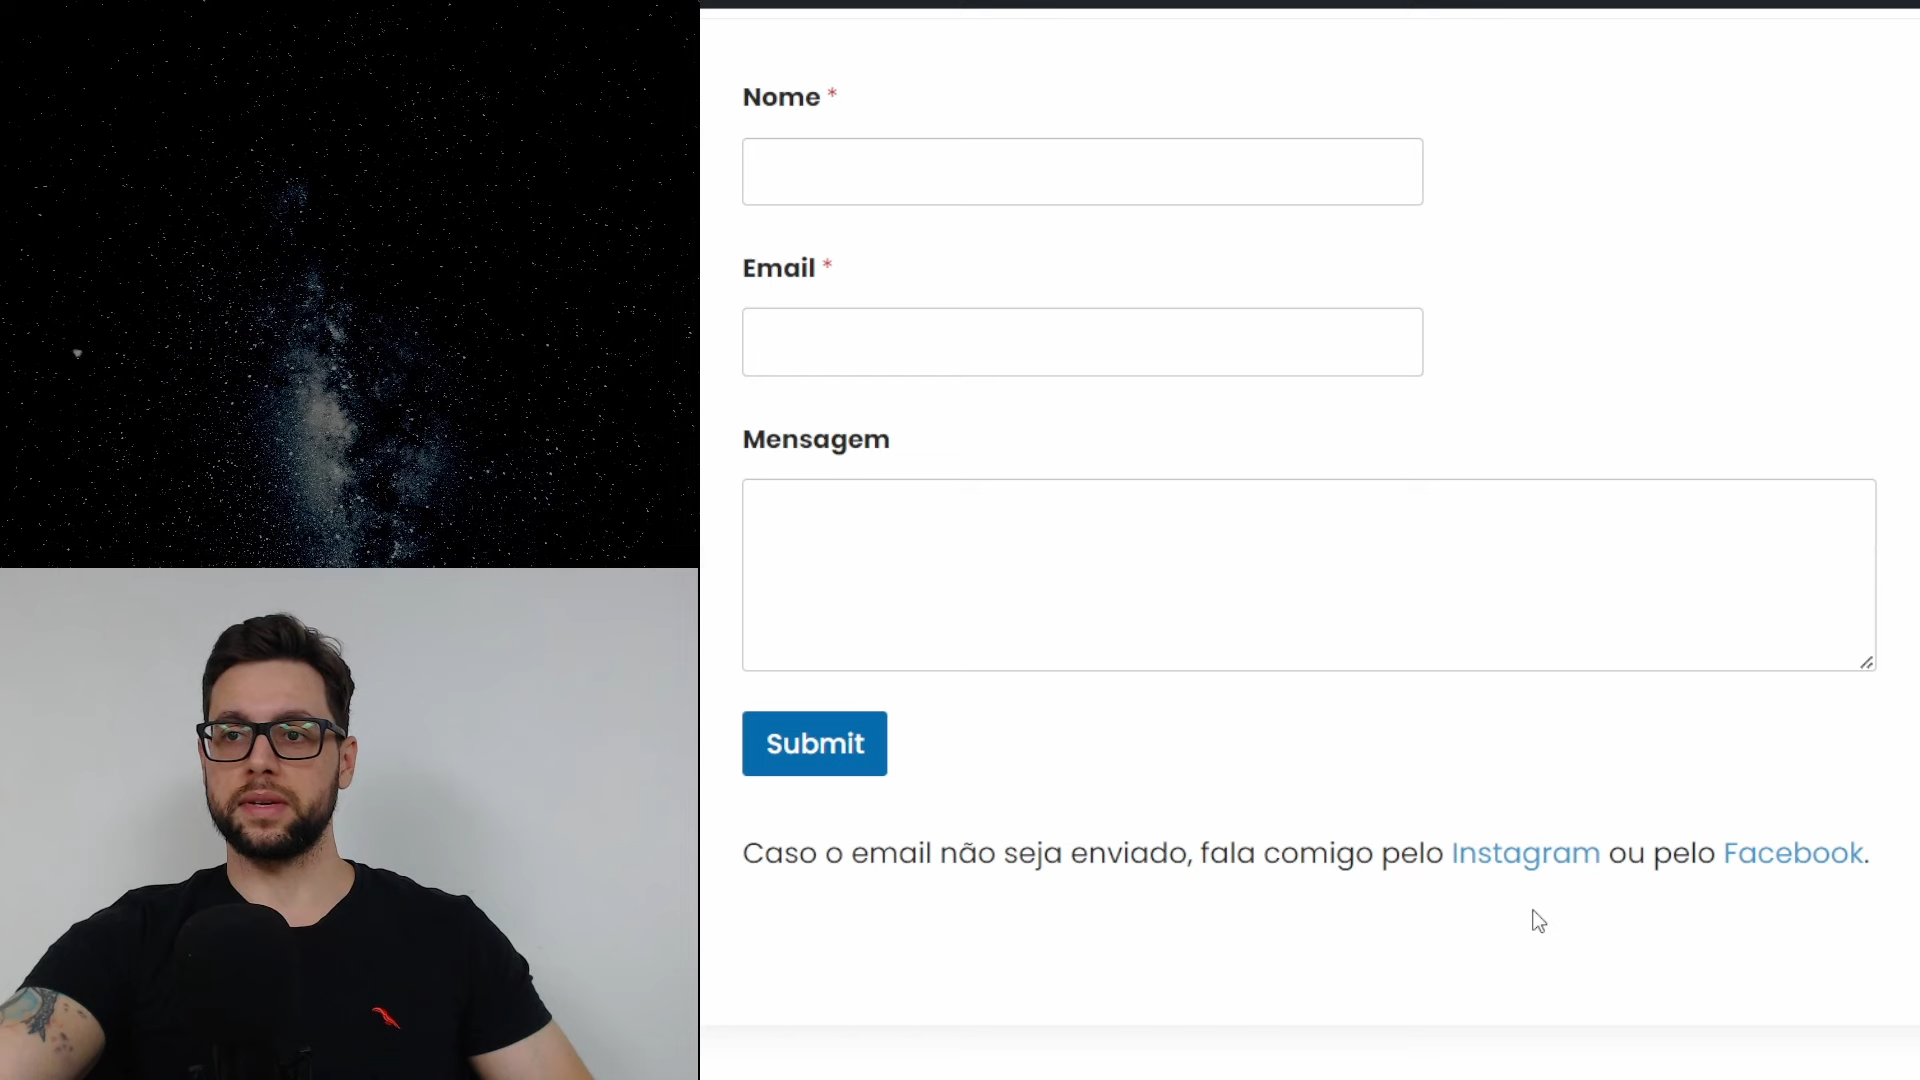 Nome *
Email *
Mensagem
Submit
Caso o email não seja enviado, fala comigo pelo Instagram ou pelo Facebook.